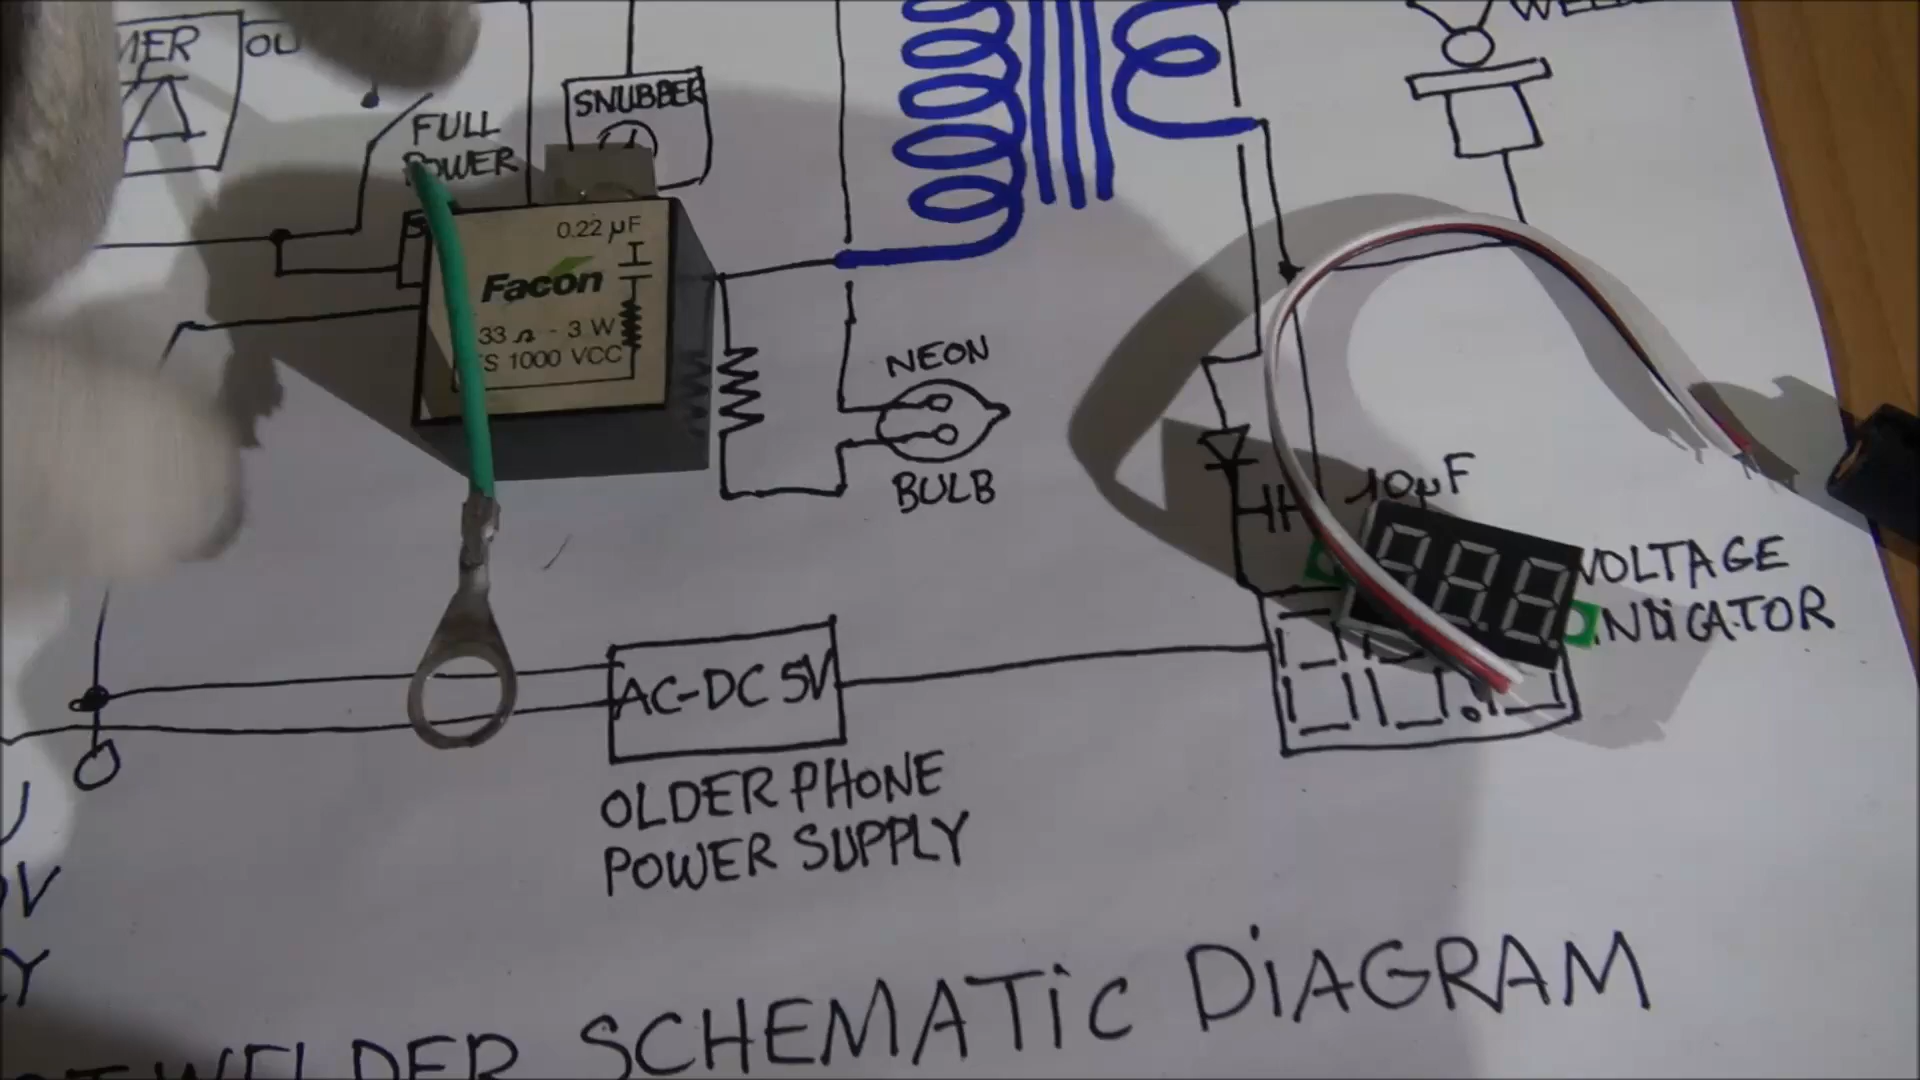 FULL
POWER
SNUBBER
0.22 µF
Facon
33 Ω - 3 W
1000 VCC
NEON
BULB
10µF
VOLTAGE
INDiCATOR
AC-DC 5V
OLDER PHONE
POWER SUPPLY
WELDER SCHEMATiC DiAGRAM